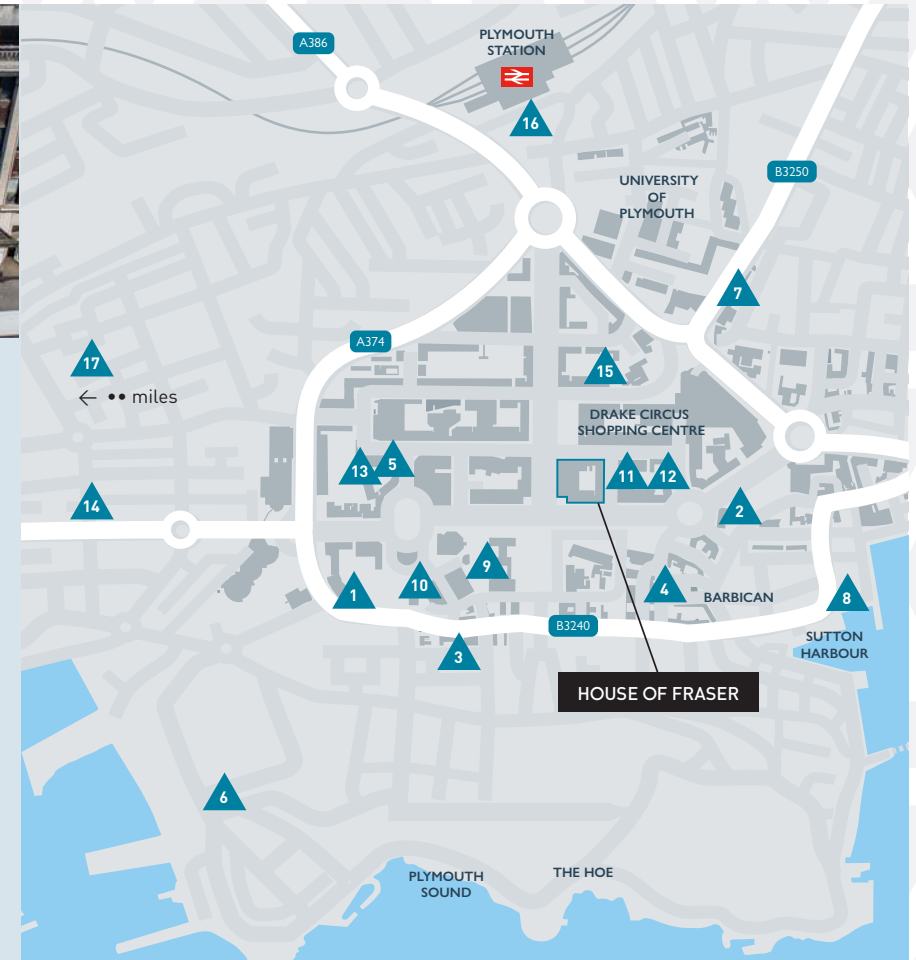 A386
PLYMOUTH
STATION
16
UNIVERSITY
OF
PLYMOUTH
B3250
7
A374
17
← •• miles
15
DRAKE CIRCUS
SHOPPING CENTRE
13
5
11
12
14
2
9
10
1
4
BARBICAN
8
B3240
SUTTON
HARBOUR
3
HOUSE OF FRASER
6
PLYMOUTH
SOUND
THE HOE